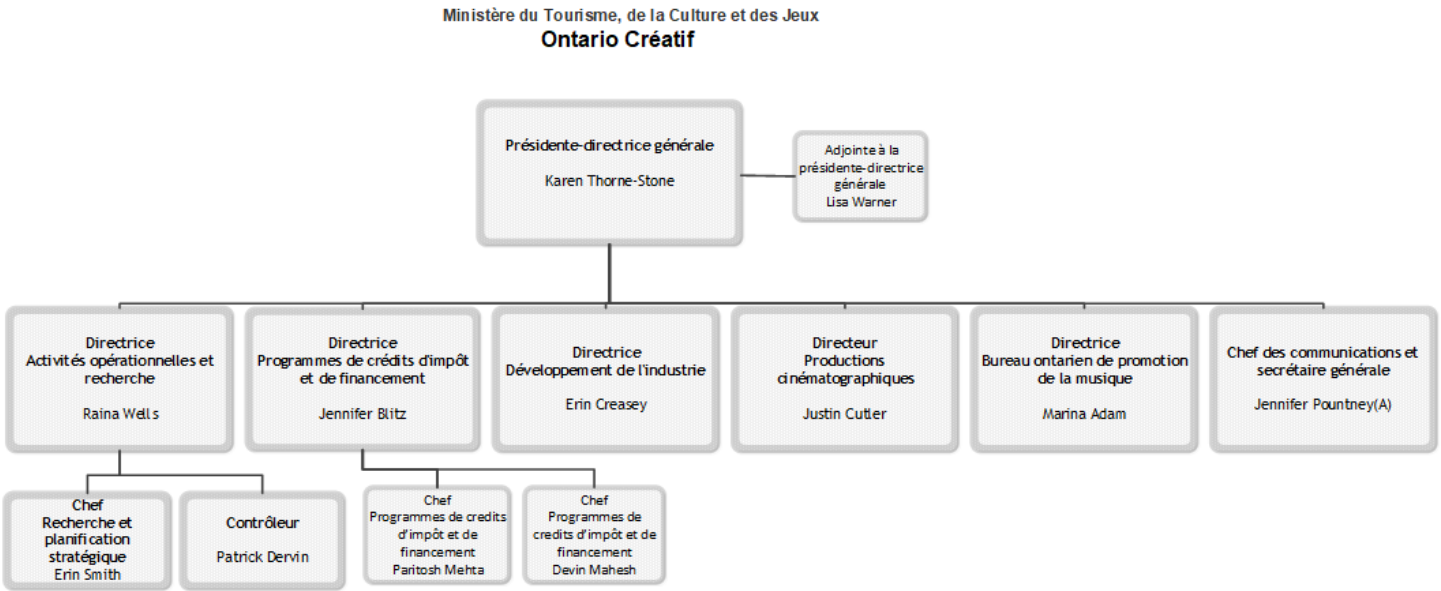 Ministère du Tourisme, de la Culture et des Jeux
Ontario Créatif
Présidente-directrice générale
Karen Thorne-Stone
Adjointe à la
présidente-directrice
générale
Lisa Warner
Directrice
Activités opérationnelles et
recherche
Raina Wells
Directrice
Programmes de crédits d'impôt
et de financement
Jennifer Blitz
Directrice
Développement de l'industrie
Erin Creasey
Directeur
Productions
cinématographiques
Justin Cutler
Directrice
Bureau ontarien de promotion
de la musique
Marina Adam
Chef des communications et
secrétaire générale
Jennifer Pountney(A)
Chef
Recherche et
planification
stratégique
Erin Smith
Contrôleur
Patrick Dervin
Chef
Programmes de credits
d'impôt et de
financement
Paritosh Mehta
Chef
Programmes de
credits d'impôt et de
financement
Devin Mahesh